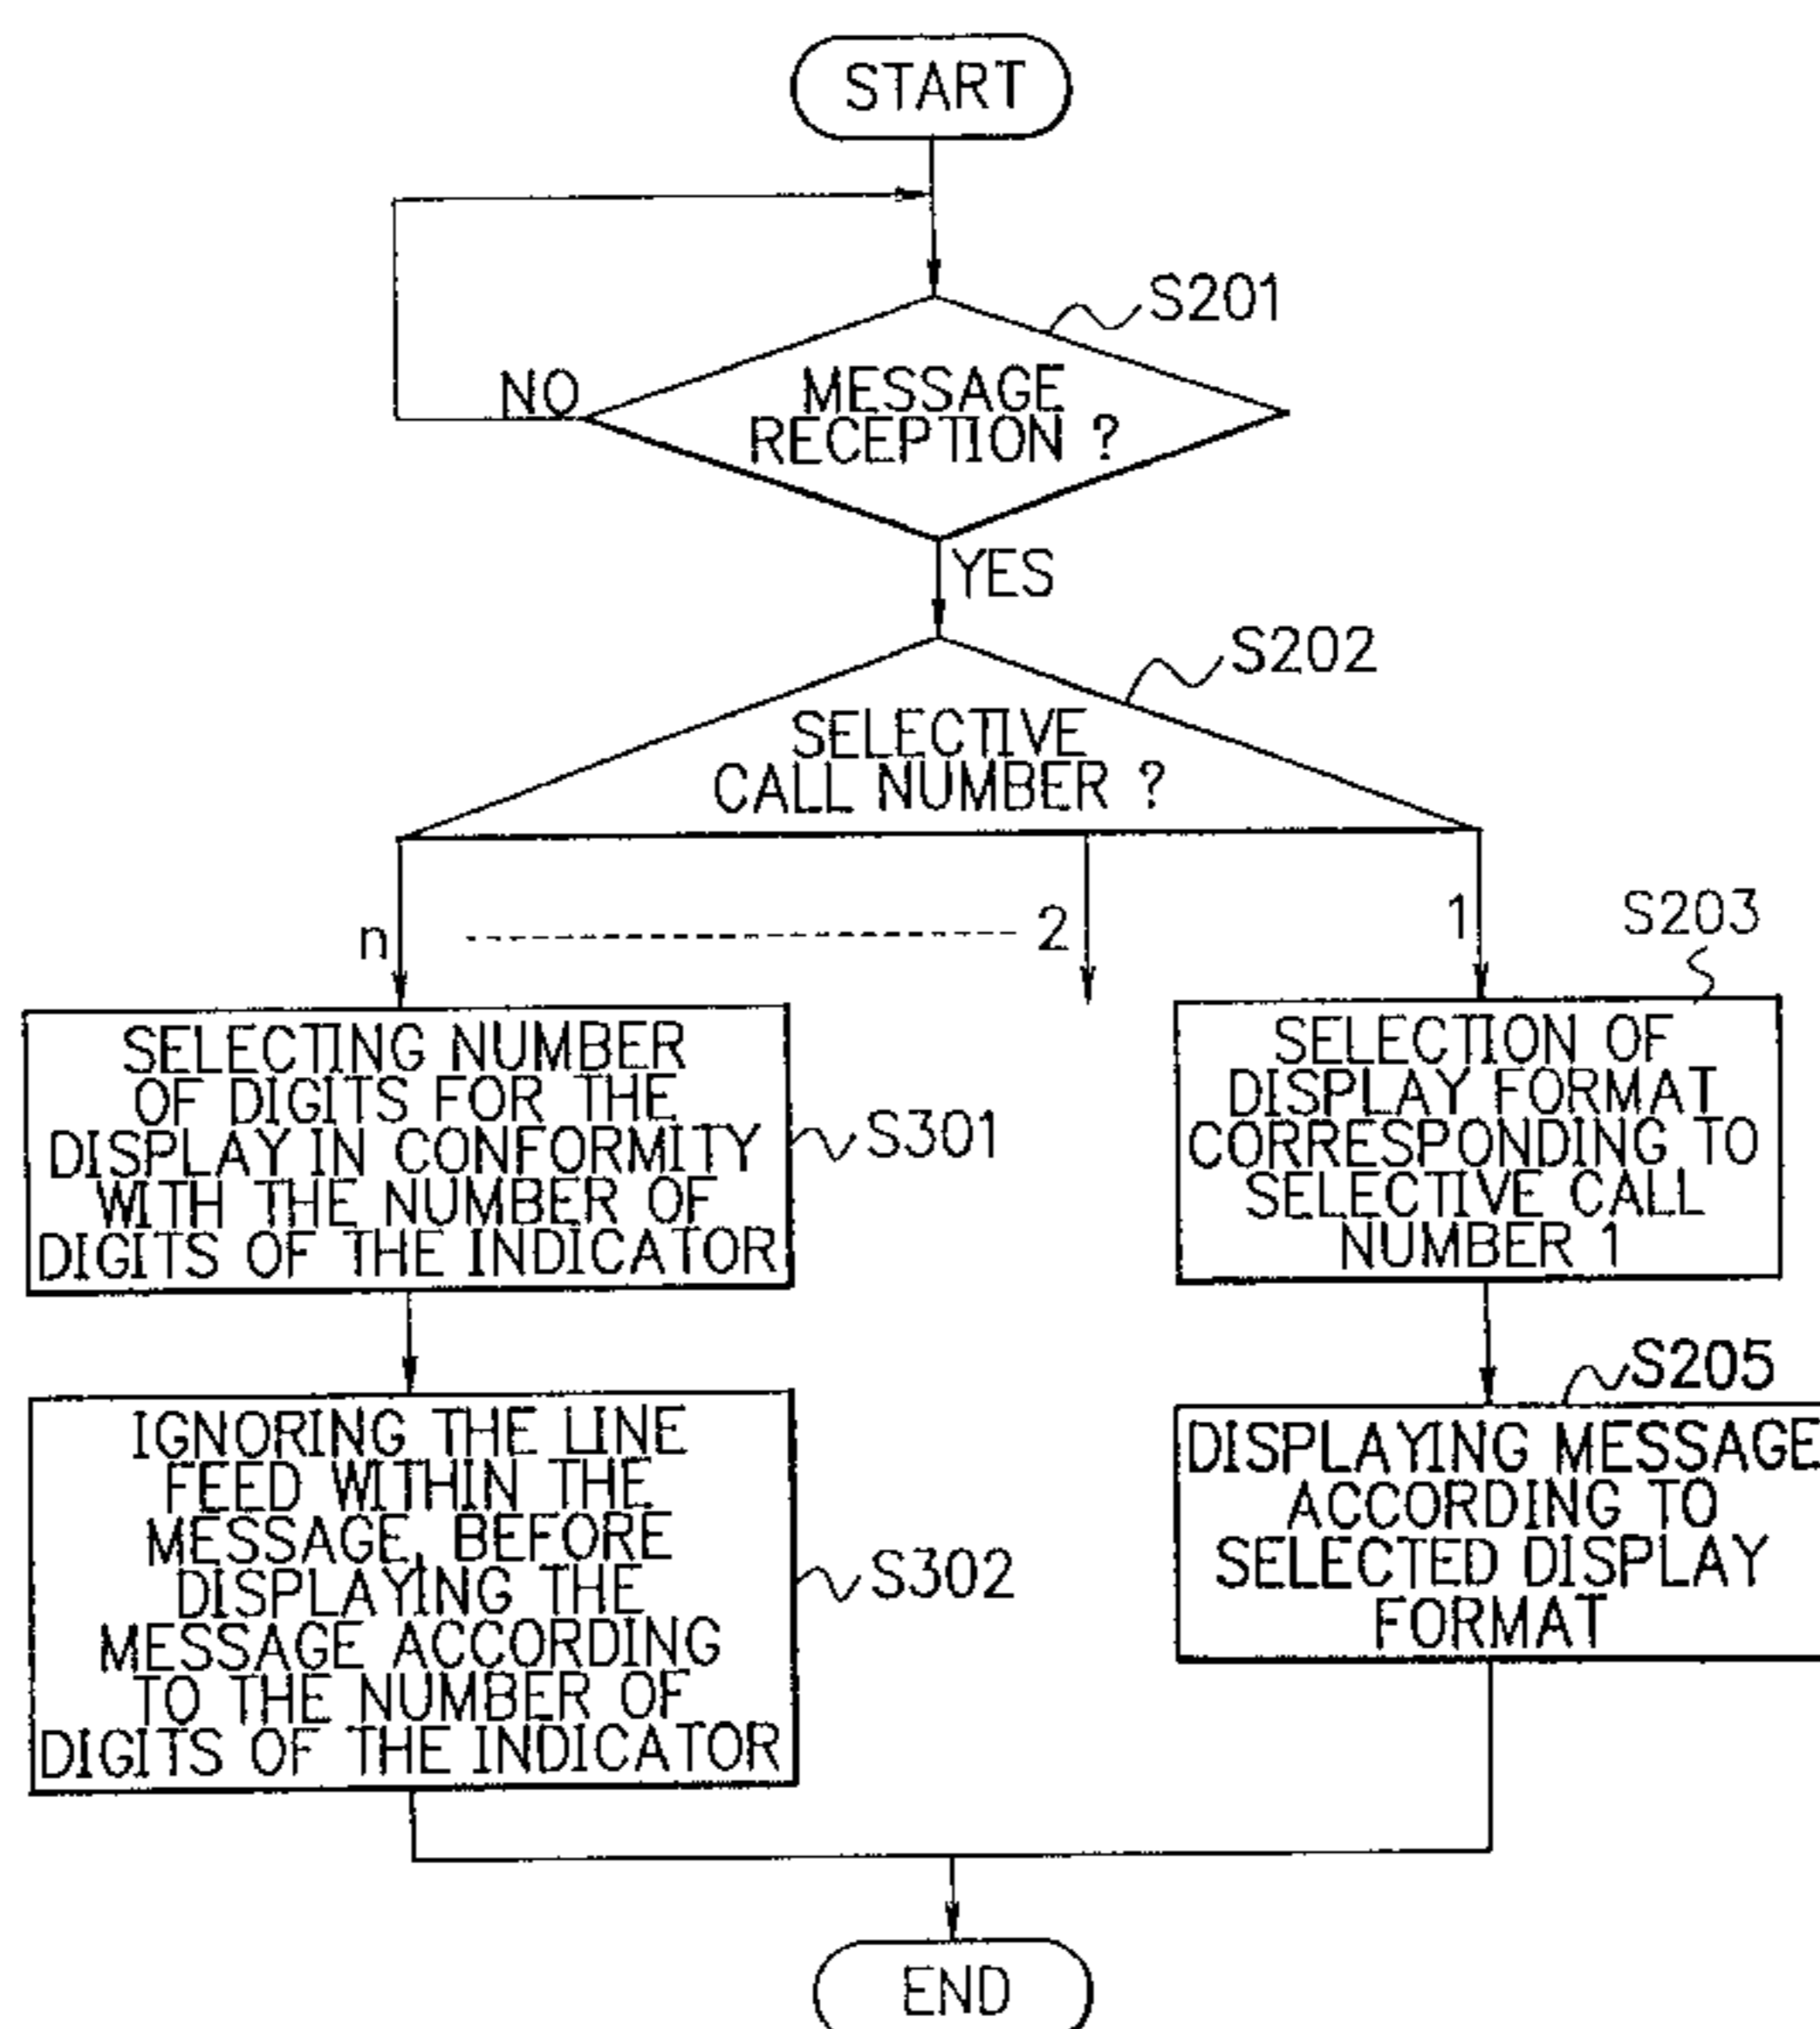 START
S201
NO
MESSAGE
RECEPTION ?
YES
S202
SELECTIVE
CALL NUMBER ?
n
2
1
S203
SELECTING NUMBER
OF DIGITS FOR THE
DISPLAY IN CONFORMITY
WITH THE NUMBER OF
DIGITS OF THE INDICATOR
S301
SELECTION OF
DISPLAY FORMAT
CORRESPONDING TO
SELECTIVE CALL
NUMBER 1
S205
IGNORING THE LINE
FEED WITHIN THE
MESSAGE, BEFORE
DISPLAYING THE
MESSAGE ACCORDING
TO THE NUMBER OF
DIGITS OF THE INDICATOR
S302
DISPLAYING MESSAGE
ACCORDING TO
SELECTED DISPLAY
FORMAT
END